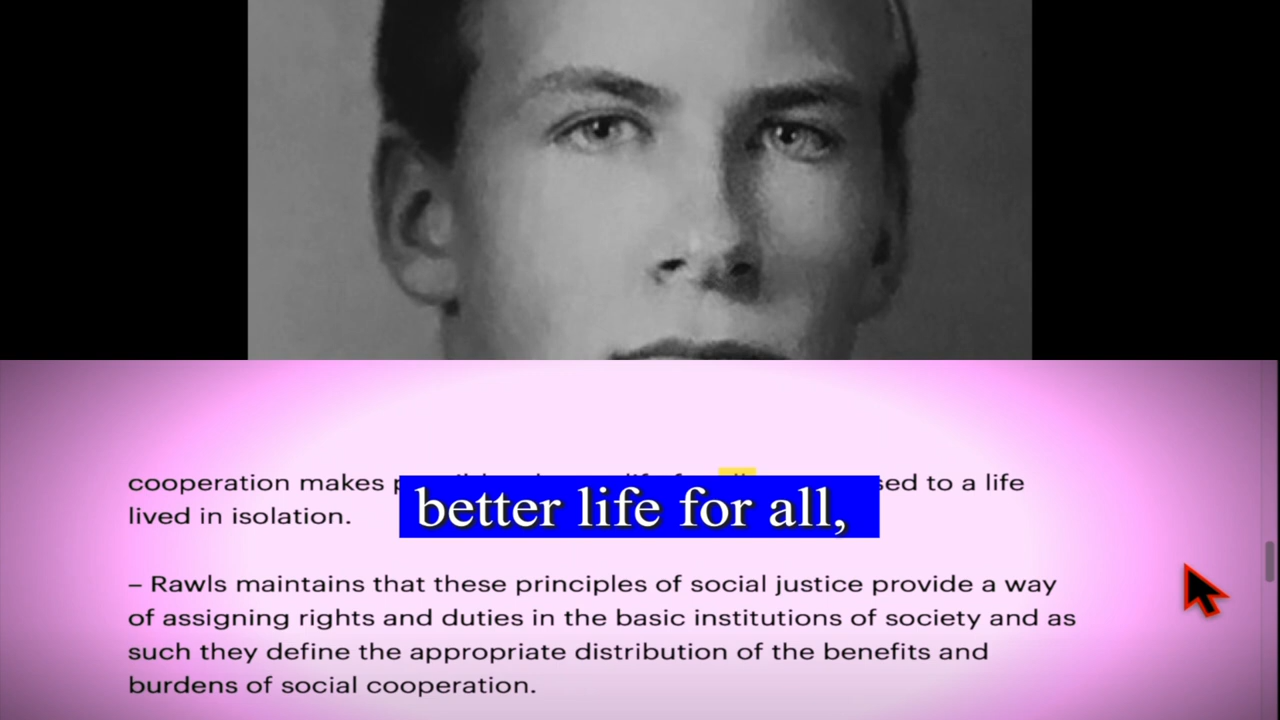 cooperation makes sed to a life
better life for all,
lived in isolation.
– Rawls maintains that these principles of social justice provide a way
of assigning rights and duties in the basic institutions of society and as
such they define the appropriate distribution of the benefits and
burdens of social cooperation.